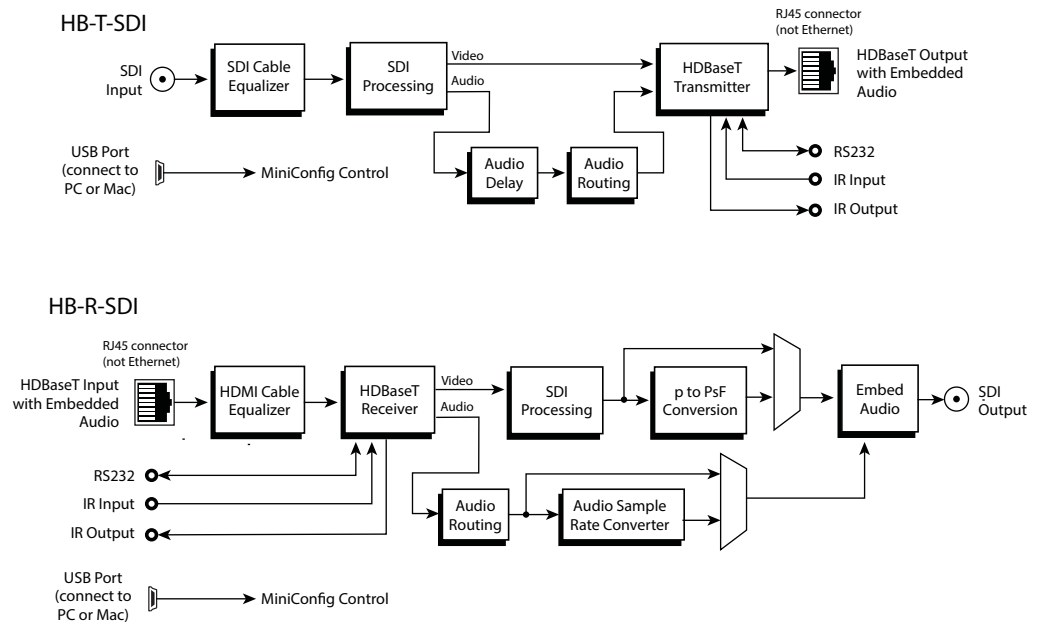 HB-T-SDI
RJ45 connector
(not Ethernet)
SDI
Input
SDI Cable
Equalizer
SDI
Processing
Video
Audio
HDBaseT
Transmitter
HDBaseT Output
with Embedded
Audio
USB Port
(connect to
PC or Mac)
MiniConfig Control
Audio
Delay
Audio
Routing
RS232
IR Input
IR Output
HB-R-SDI
RJ45 connector
(not Ethernet)
HDBaseT Input
with Embedded
Audio
HDMI Cable
Equalizer
HDBaseT
Receiver
Video
Audio
SDI
Processing
p to PsF
Conversion
Embed
Audio
SDI
Output
RS232
IR Input
IR Output
Audio
Routing
Audio Sample
Rate Converter
USB Port
(connect to
PC or Mac)
MiniConfig Control